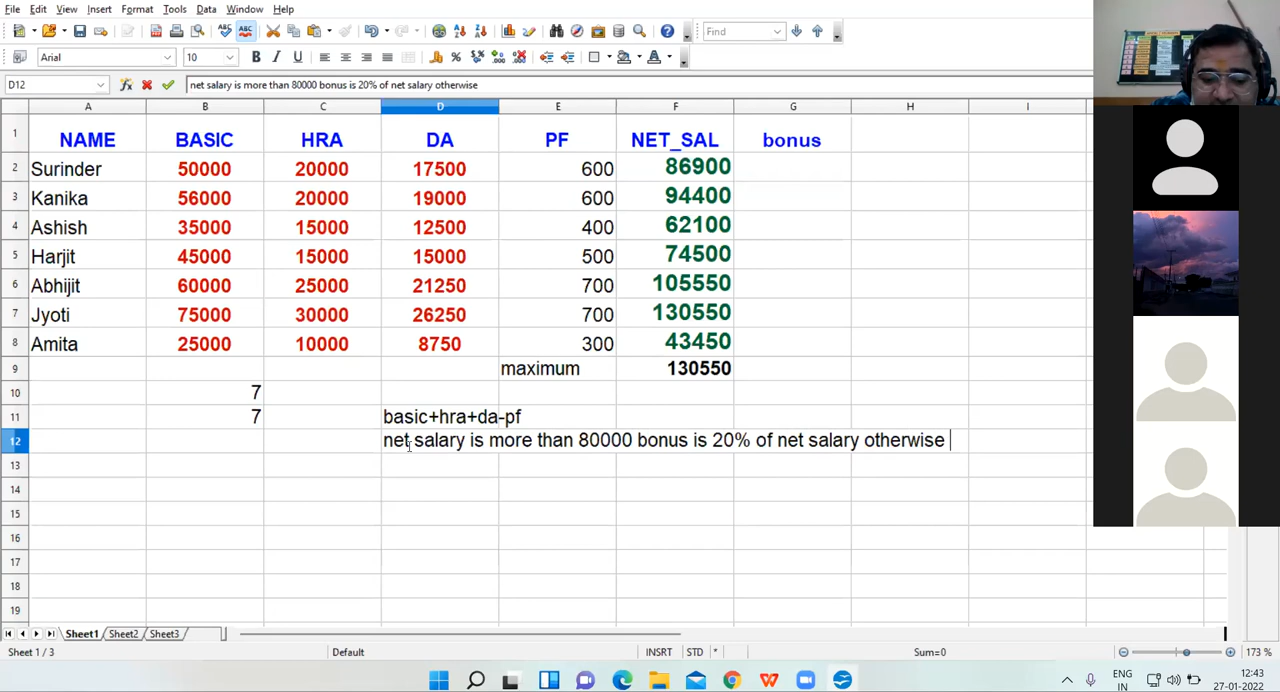 File Edit View Insert Format Tools Data Window Help
Find
Arial 10
D12 net salary is more than 80000 bonus is 20% of net salary otherwise
A B C D E F G H I
1 NAME BASIC HRA DA PF NET_SAL bonus
2 Surinder 50000 20000 17500 600 86900
3 Kanika 56000 20000 19000 600 94400
4 Ashish 35000 15000 12500 400 62100
5 Harjit 45000 15000 15000 500 74500
6 Abhijit 60000 25000 21250 700 105550
7 Jyoti 75000 30000 26250 700 130550
8 Amita 25000 10000 8750 300 43450
9 maximum 130550
10 7
11 7 basic+hra+da-pf
12 net salary is more than 80000 bonus is 20% of net salary otherwise
13
14
15
16
17
18
19
Sheet1 Sheet2 Sheet3
Sheet 1 / 3 Default INSRT STD * Sum=0 173 %
ENG 12:43
IN 27-01-2022